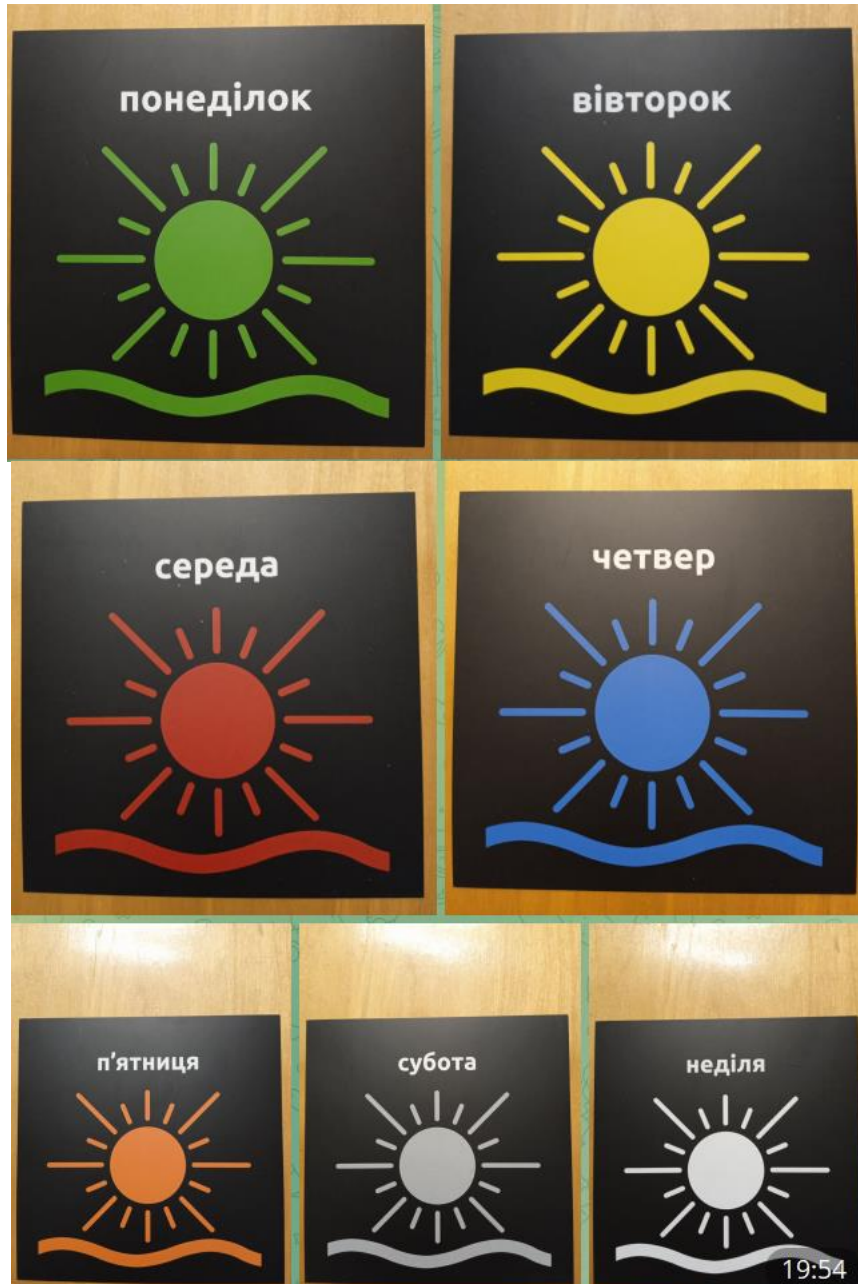 понеділок
вівторок
середа
четвер
п'ятниця
субота
неділя
19:54